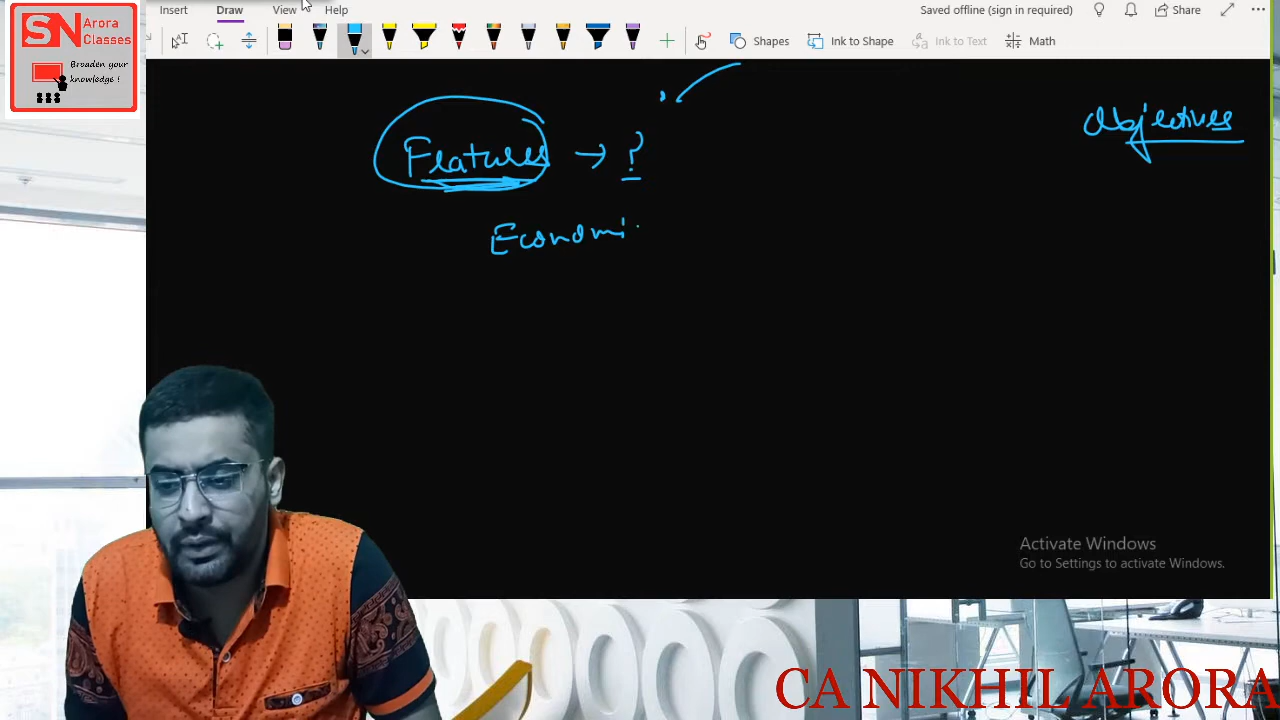 Insert Draw View Help
Saved offline (sign in required) Share
Shapes Ink to Shape Ink to Text Math
SN Arora Classes
Broaden your knowledge !
Objectives
Features → ?
Economi
Activate Windows
Go to Settings to activate Windows.
CA NIKHIL ARORA